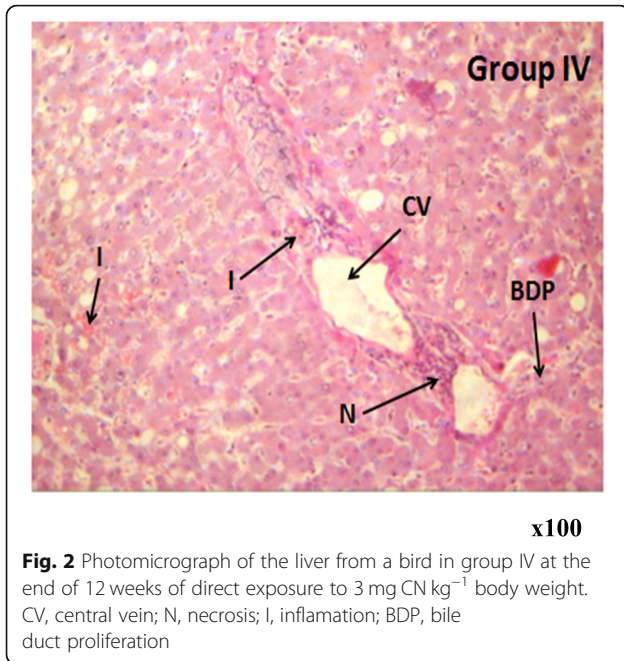 Group IV
CV
I
I
BDP
N
x100
Fig. 2 Photomicrograph of the liver from a bird in group IV at the
end of 12 weeks of direct exposure to 3 mg CN kg⁻¹ body weight.
CV, central vein; N, necrosis; I, inflamation; BDP, bile
duct proliferation